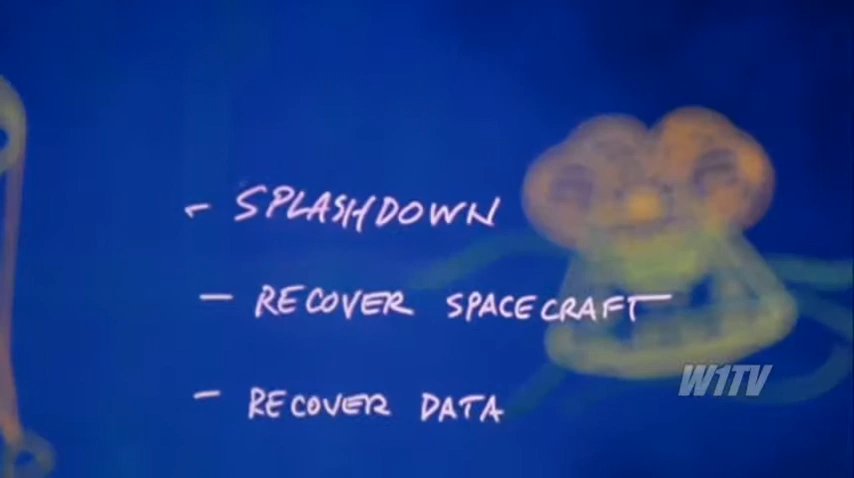 - SPLASHDOWN
- RECOVER SPACECRAFT
- RECOVER DATA
W1TV